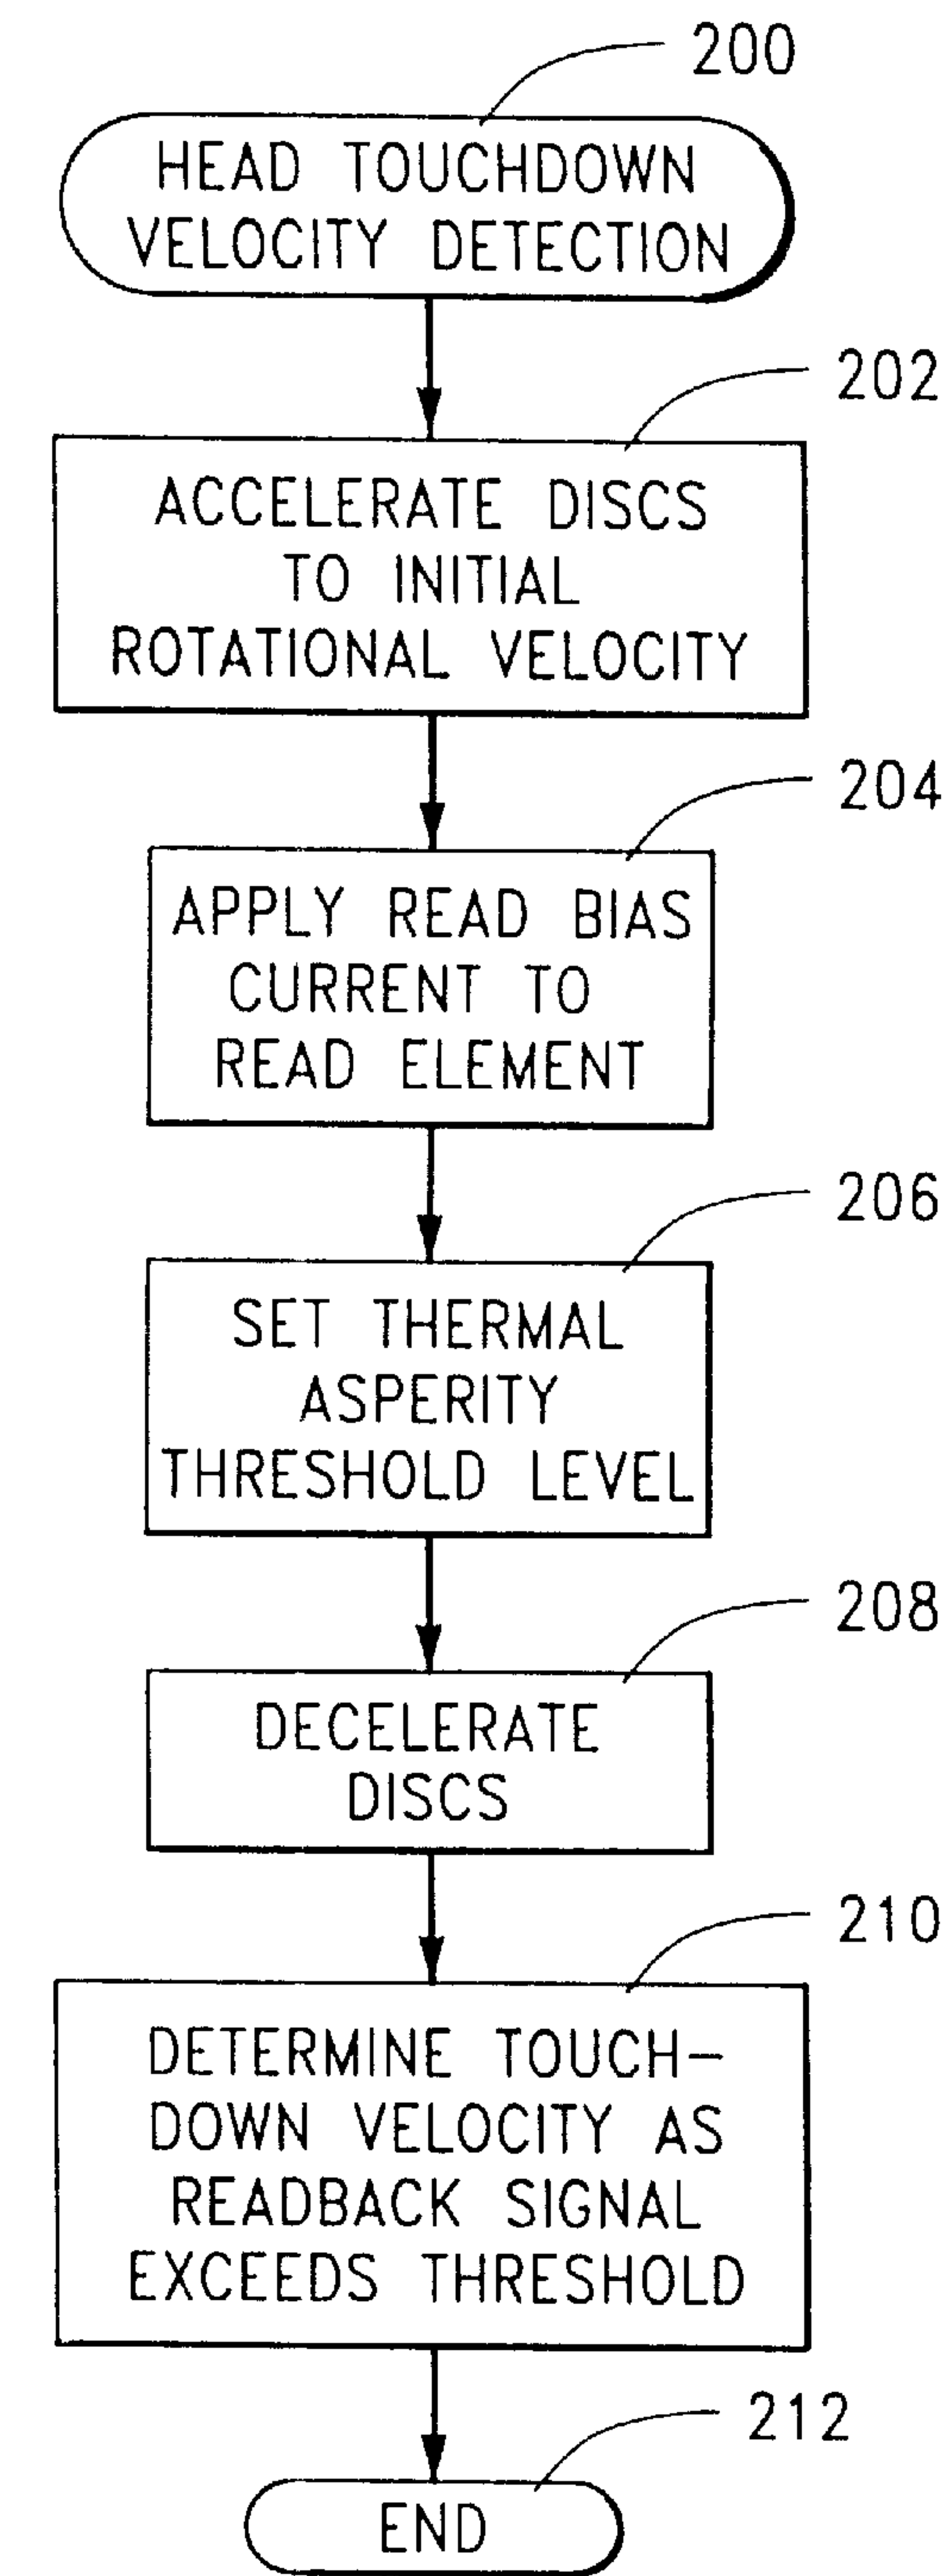 200
HEAD TOUCHDOWN
VELOCITY DETECTION
202
ACCELERATE DISCS
TO INITIAL
ROTATIONAL VELOCITY
204
APPLY READ BIAS
CURRENT TO
READ ELEMENT
206
SET THERMAL
ASPERITY
THRESHOLD LEVEL
208
DECELERATE
DISCS
210
DETERMINE TOUCH-
DOWN VELOCITY AS
READBACK SIGNAL
EXCEEDS THRESHOLD
212
END